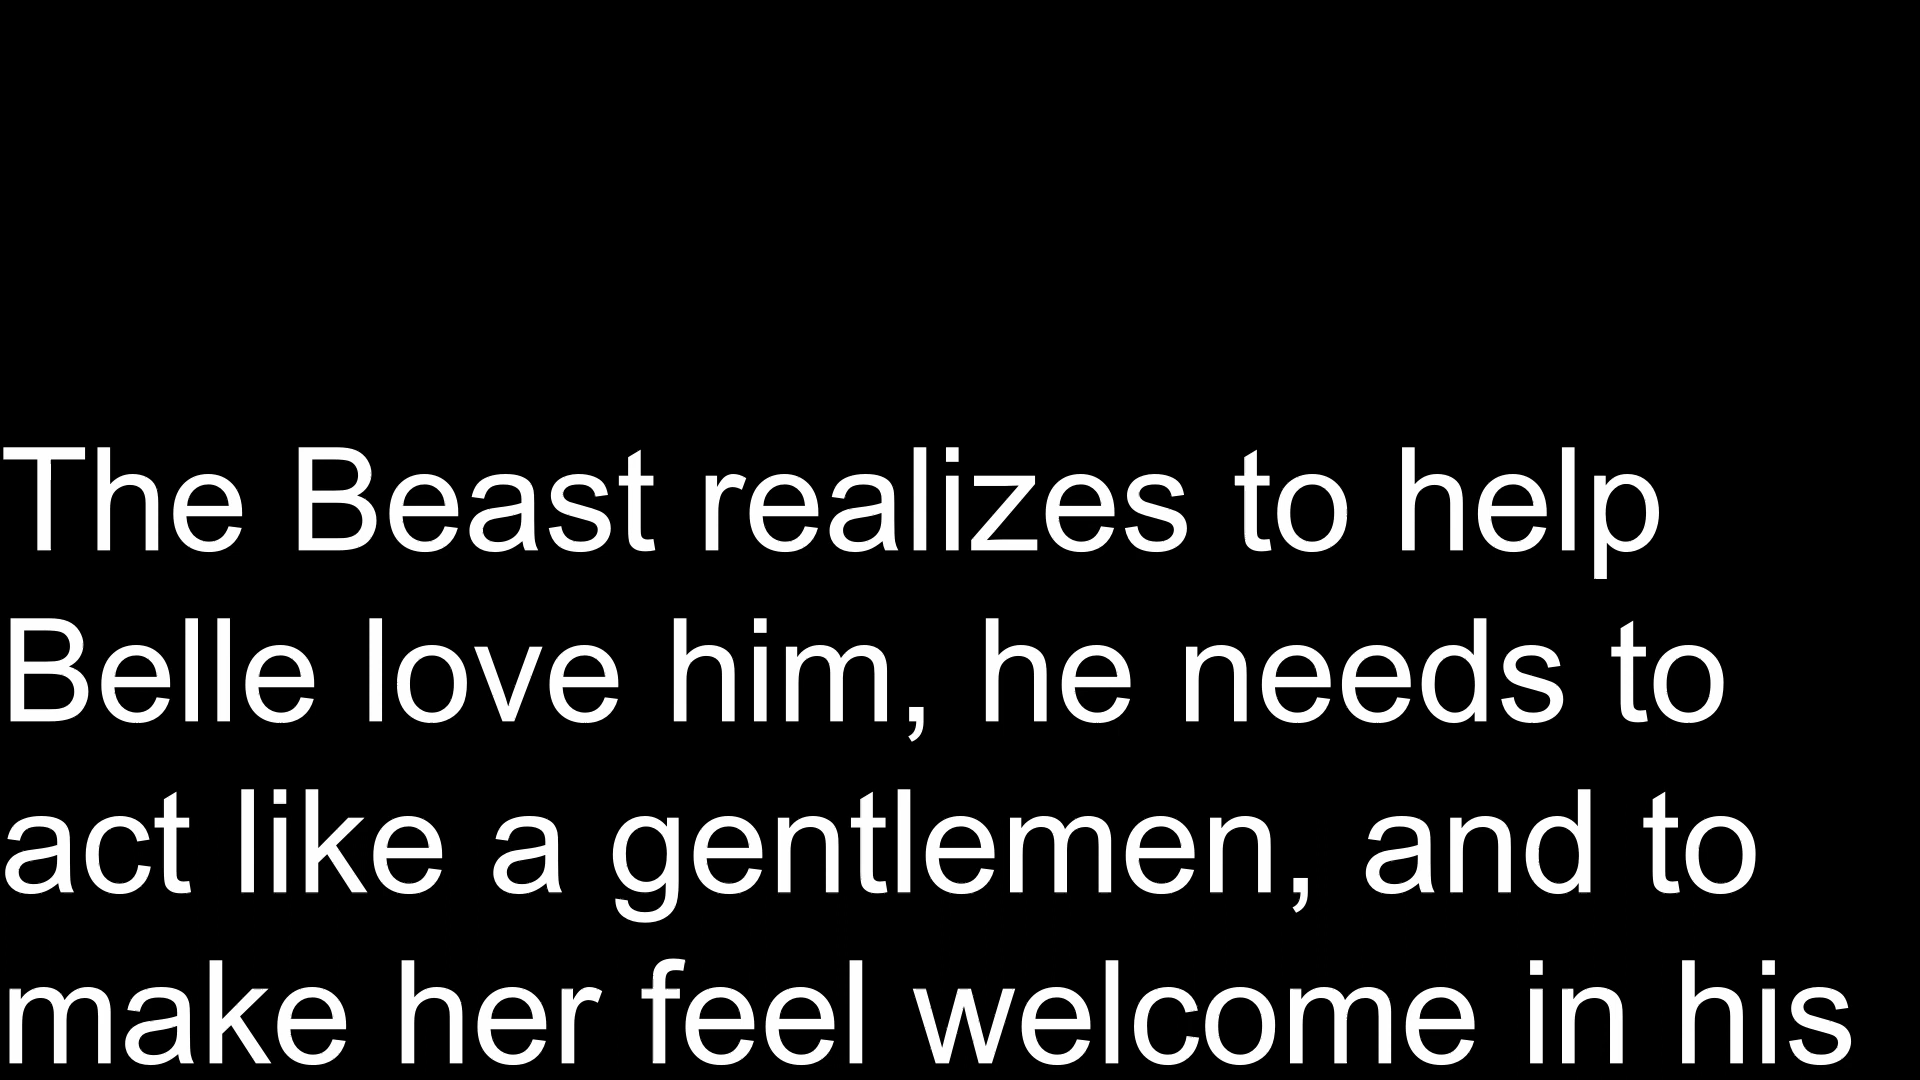 The Beast realizes to help
Belle love him, he needs to
act like a gentlemen, and to
make her feel welcome in his